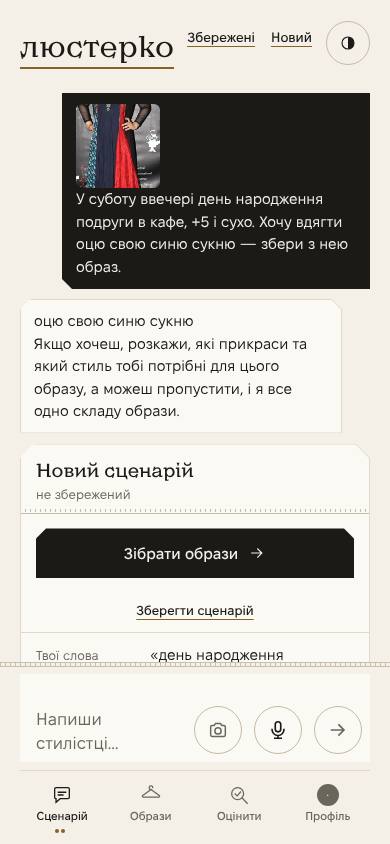 люстерко
Збережені
Новий
У суботу ввечері день народження
подруги в кафе, +5 і сухо. Хочу вдягти
оцю свою синю сукню — збери з нею
образ.
оцю свою синю сукню
Якщо хочеш, розкажи, які прикраси та
який стиль тобі потрібні для цього
образу, а можеш пропустити, і я все
одно складу образи.
Новий сценарій
не збережений
Зібрати образи →
Зберегти сценарій
Твої слова
«день народження
Напиши
стилістці...
Сценарій
Образи
Оцінити
Профіль